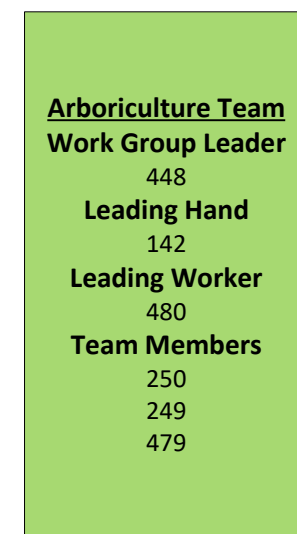 Arboriculture Team
Work Group Leader
448
Leading Hand
142
Leading Worker
480
Team Members
250
249
479